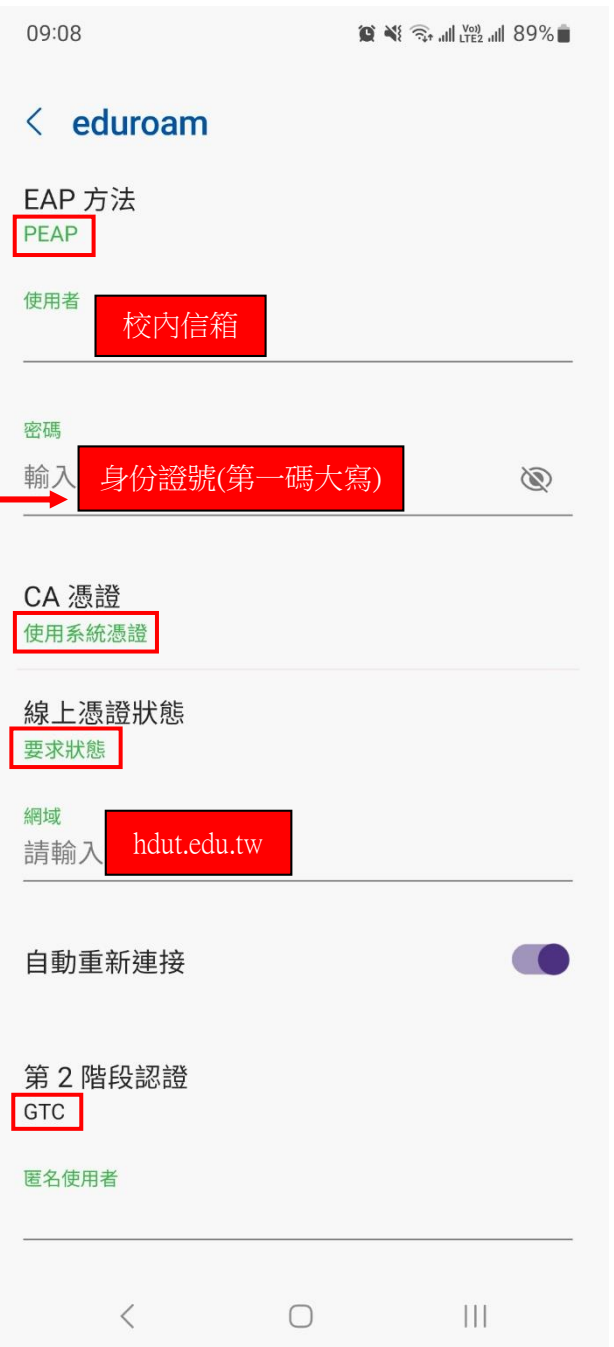 09:08 Vo)) LTE2 89%
eduroam
EAP 方法
PEAP
使用者
校內信箱
密碼
輸入 身份證號(第一碼大寫)
CA 憑證
使用系統憑證
線上憑證狀態
要求狀態
網域
請輸入 hdut.edu.tw
自動重新連接
第 2 階段認證
GTC
匿名使用者